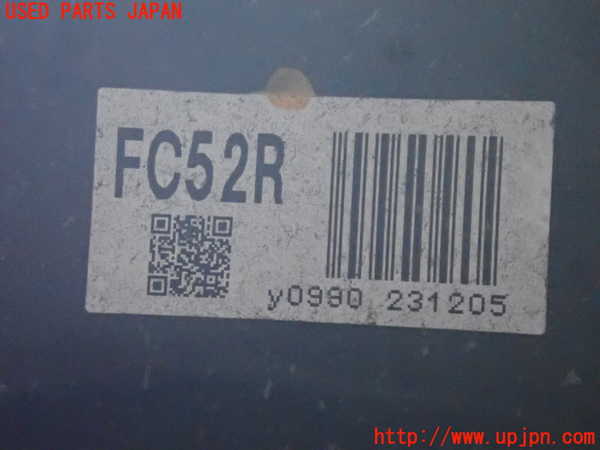 USED PARTS JAPAN
FC52R
y0990 231205
http://www.upjpn.com/